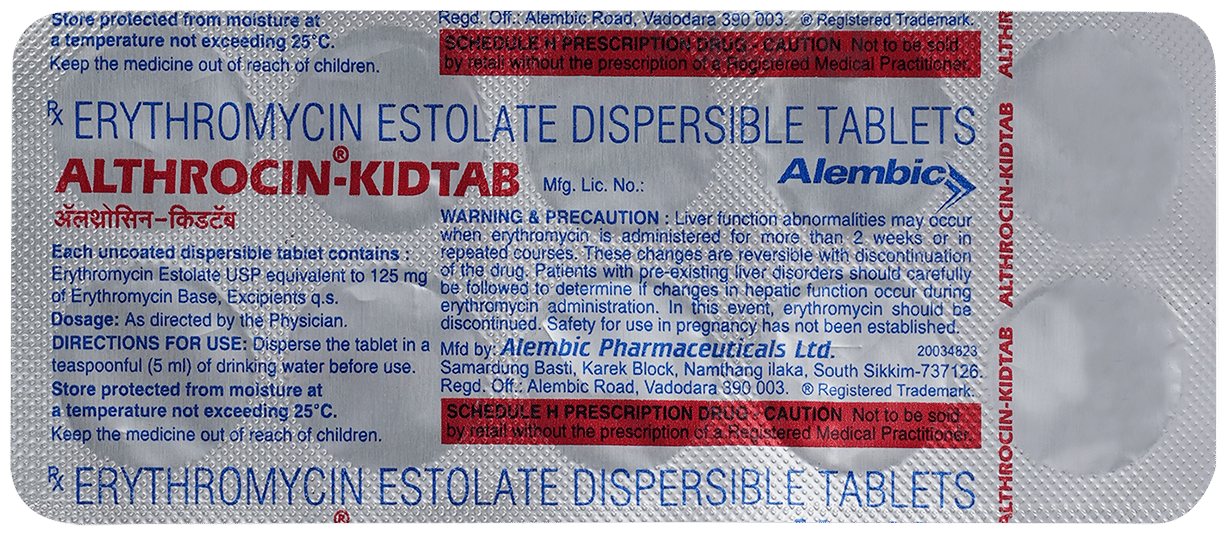 Store protected from moisture at
a temperature not exceeding 25°C.
Keep the medicine out of reach of children.
Regd. Off.: Alembic Road, Vadodara 390 003. ® Registered Trademark.
SCHEDULE H PRESCRIPTION DRUG - CAUTION Not to be sold
by retail without the prescription of a Registered Medical Practitioner.
Rx ERYTHROMYCIN ESTOLATE DISPERSIBLE TABLETS
ALTHROCIN®-KIDTAB
Mfg. Lic. No.:
Alembic
अ‍ॅलथ्रोसिन-किडटॅब
Each uncoated dispersible tablet contains :
Erythromycin Estolate USP equivalent to 125 mg
of Erythromycin Base, Excipients q.s.
Dosage: As directed by the Physician.
DIRECTIONS FOR USE: Disperse the tablet in a
teaspoonful (5 ml) of drinking water before use.
Store protected from moisture at
a temperature not exceeding 25°C.
Keep the medicine out of reach of children.
WARNING & PRECAUTION : Liver function abnormalities may occur
when erythromycin is administered for more than 2 weeks or in
repeated courses. These changes are reversible with discontinuation
of the drug. Patients with pre-existing liver disorders should carefully
be followed to determine if changes in hepatic function occur during
erythromycin administration. In this event, erythromycin should be
discontinued. Safety for use in pregnancy has not been established.
Mfd by: Alembic Pharmaceuticals Ltd. 20034823
Samardung Basti, Karek Block, Namthang ilaka, South Sikkim-737126.
Regd. Off.: Alembic Road, Vadodara 390 003. ® Registered Trademark.
SCHEDULE H PRESCRIPTION DRUG - CAUTION Not to be sold
by retail without the prescription of a Registered Medical Practitioner.
Rx ERYTHROMYCIN ESTOLATE DISPERSIBLE TABLETS
®
ALTHROCIN-KIDTAB ALTHROCIN-KIDTAB ALTH